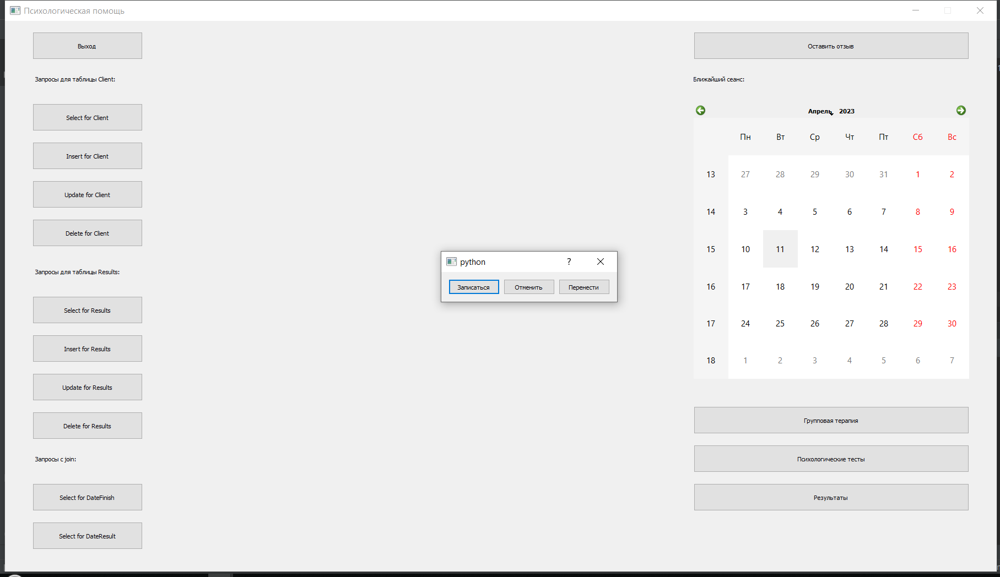 Психологическая помощь
Выход
Запросы для таблицы Client:
Select for Client
Insert for Client
Update for Client
Delete for Client
Запросы для таблицы Results:
Select for Results
Insert for Results
Update for Results
Delete for Results
Запросы с join:
Select for DateFinish
Select for DateResult
python ?
Записаться Отменить Перенести
Оставить отзыв
Ближайший сеанс:
Апрель 2023
Пн Вт Ср Чт Пт Сб Вс
13 27 28 29 30 31 1 2
14 3 4 5 6 7 8 9
15 10 11 12 13 14 15 16
16 17 18 19 20 21 22 23
17 24 25 26 27 28 29 30
18 1 2 3 4 5 6 7
Групповая терапия
Психологические тесты
Результаты